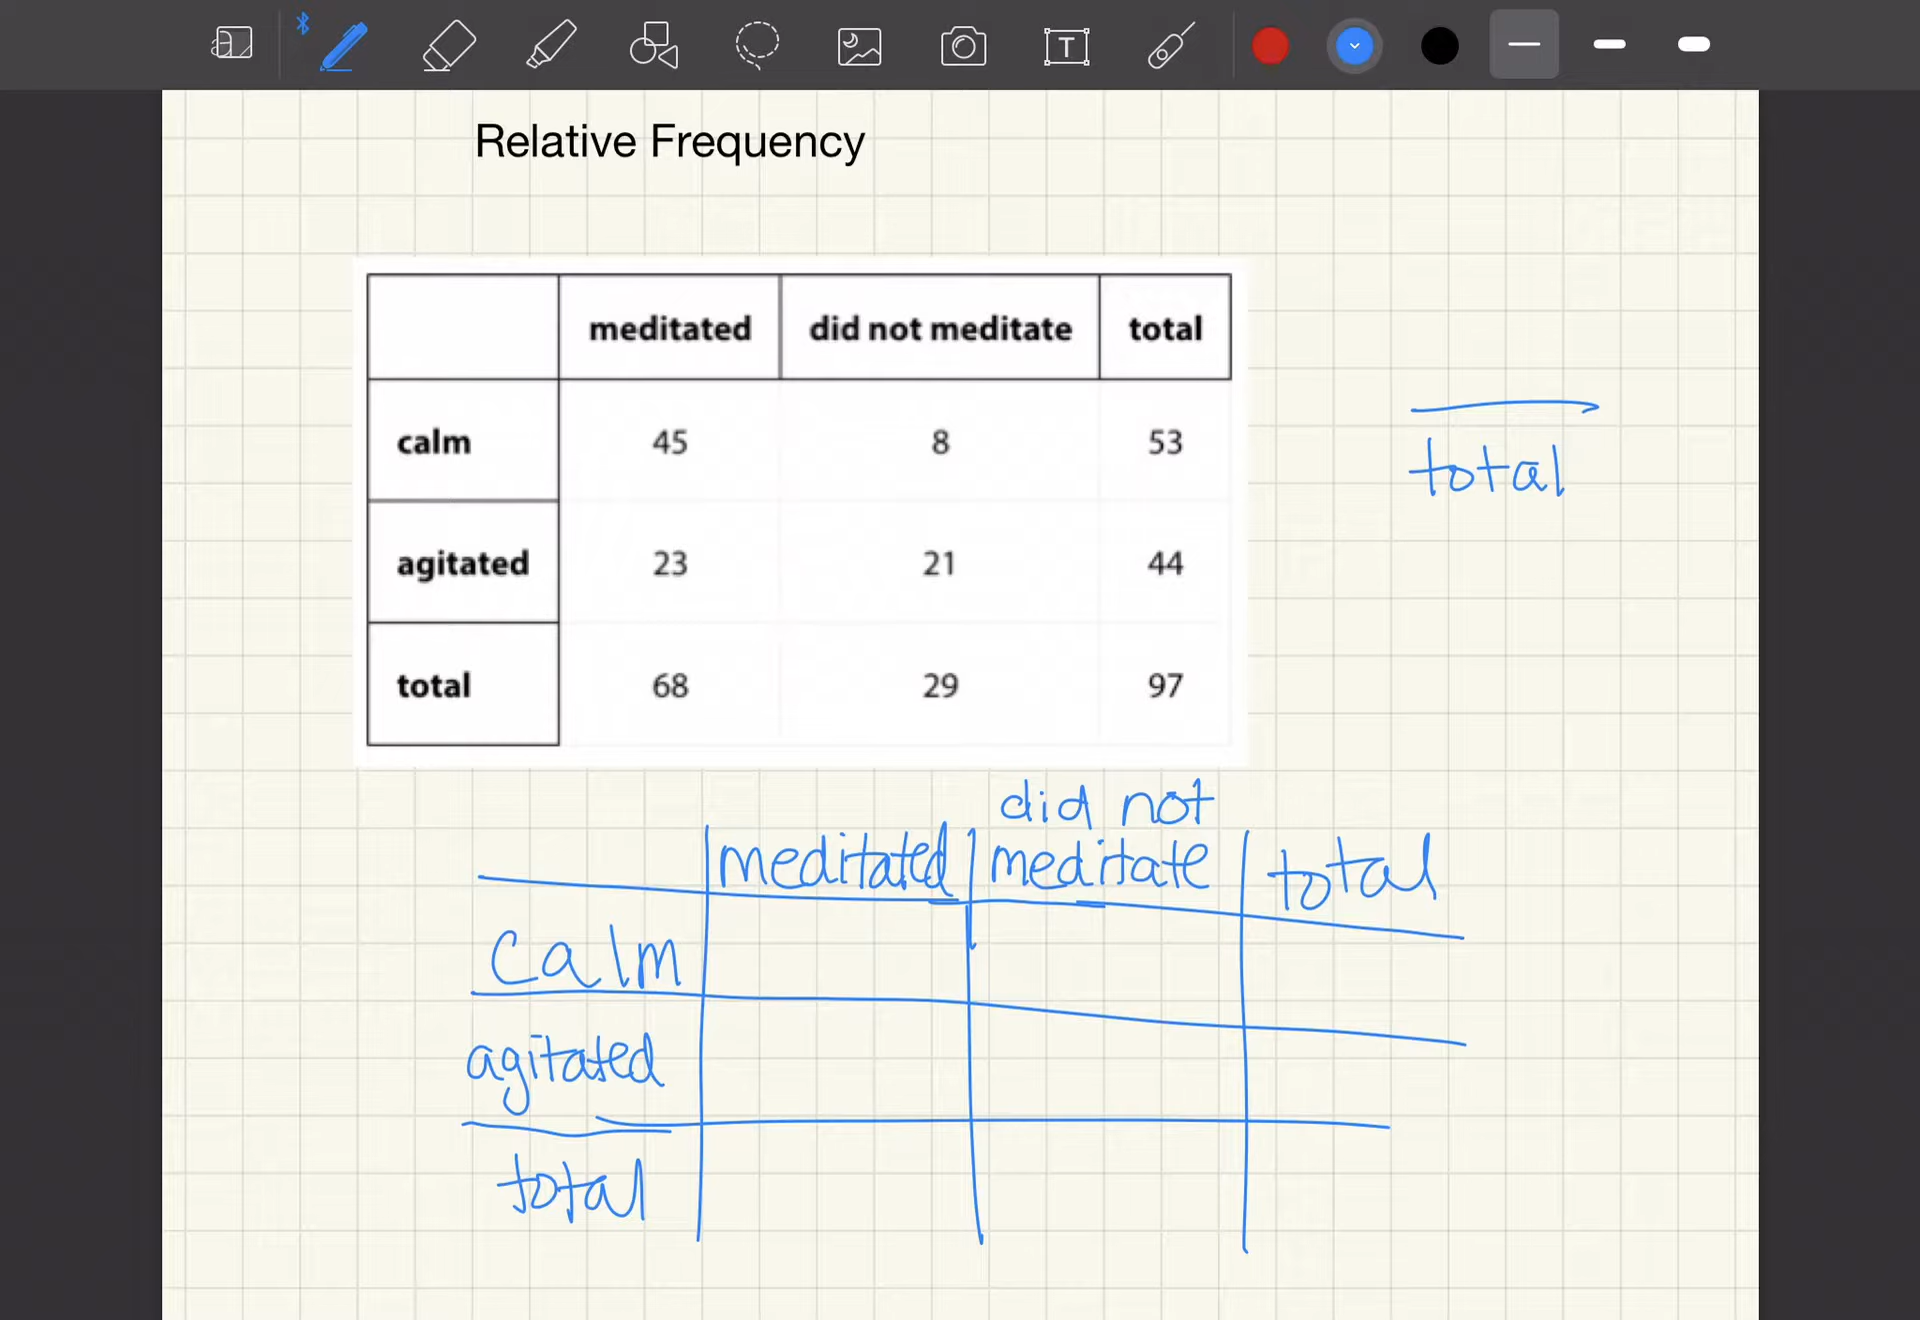 Relative Frequency
meditated did not meditate total
calm 45 8 53
agitated 23 21 44
total 68 29 97
total
did not
meditated meditate total
calm
agitated
total